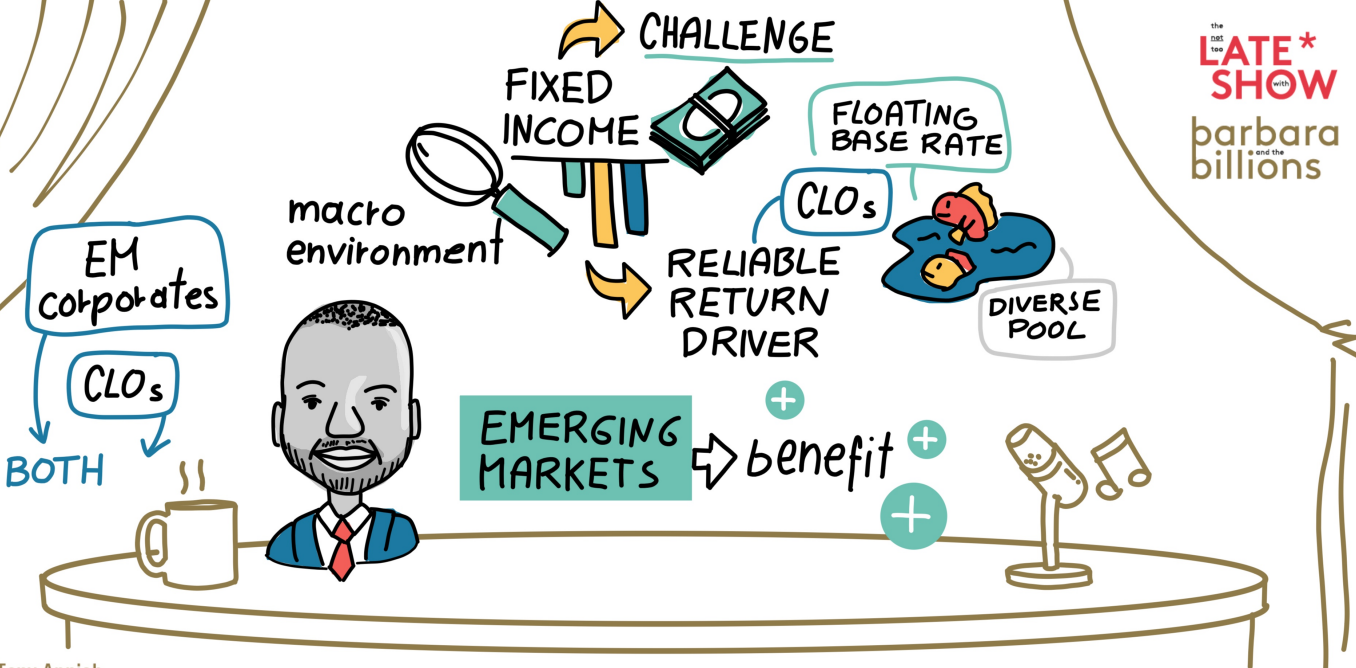 CHALLENGE
FIXED
INCOME
macro
environment
FLOATING
BASE RATE
CLOs
RELIABLE
RETURN
DRIVER
DIVERSE
POOL
EM
corporates
CLOs
BOTH
EMERGING
MARKETS
benefit
the
not
too
LATE*
with
SHOW
barbara
and the
billions